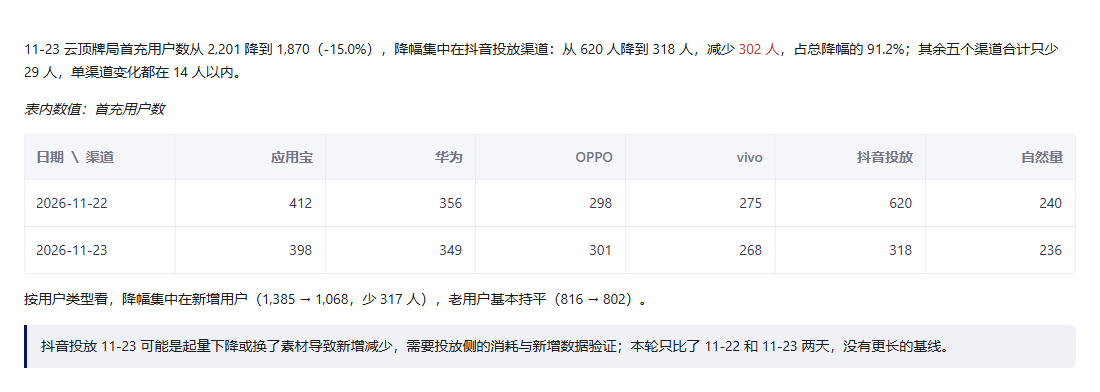 11-23 云顶牌局首充用户数从 2,201 降到 1,870（-15.0%），降幅集中在抖音投放渠道：从 620 人降到 318 人，减少 302 人，占总降幅的 91.2%；其余五个渠道合计只少
29 人，单渠道变化都在 14 人以内。
表内数值：首充用户数
日期 \ 渠道 应用宝 华为 OPPO vivo 抖音投放 自然量
2026-11-22 412 356 298 275 620 240
2026-11-23 398 349 301 268 318 236
按用户类型看，降幅集中在新增用户（1,385 → 1,068，少 317 人），老用户基本持平（816 → 802）。
抖音投放 11-23 可能是起量下降或换了素材导致新增减少，需要投放侧的消耗与新增数据验证；本轮只比了 11-22 和 11-23 两天，没有更长的基线。